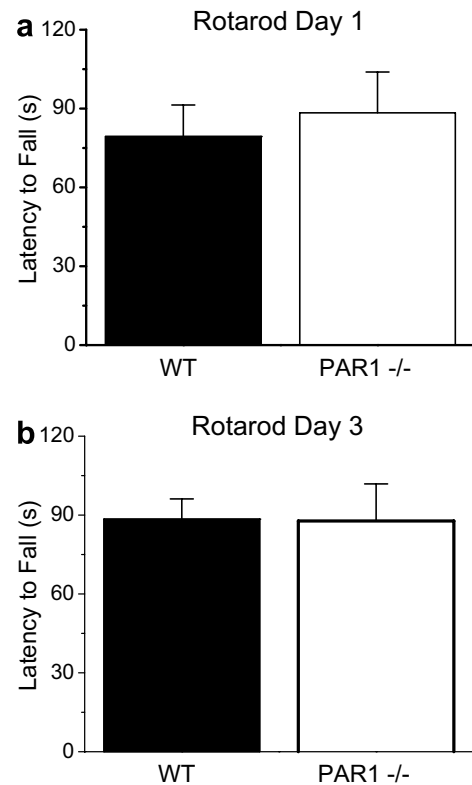 a
Rotarod Day 1
Latency to Fall (s)
120
90
60
30
0
WT PAR1 -/-
b
Rotarod Day 3
Latency to Fall (s)
120
90
60
30
0
WT PAR1 -/-